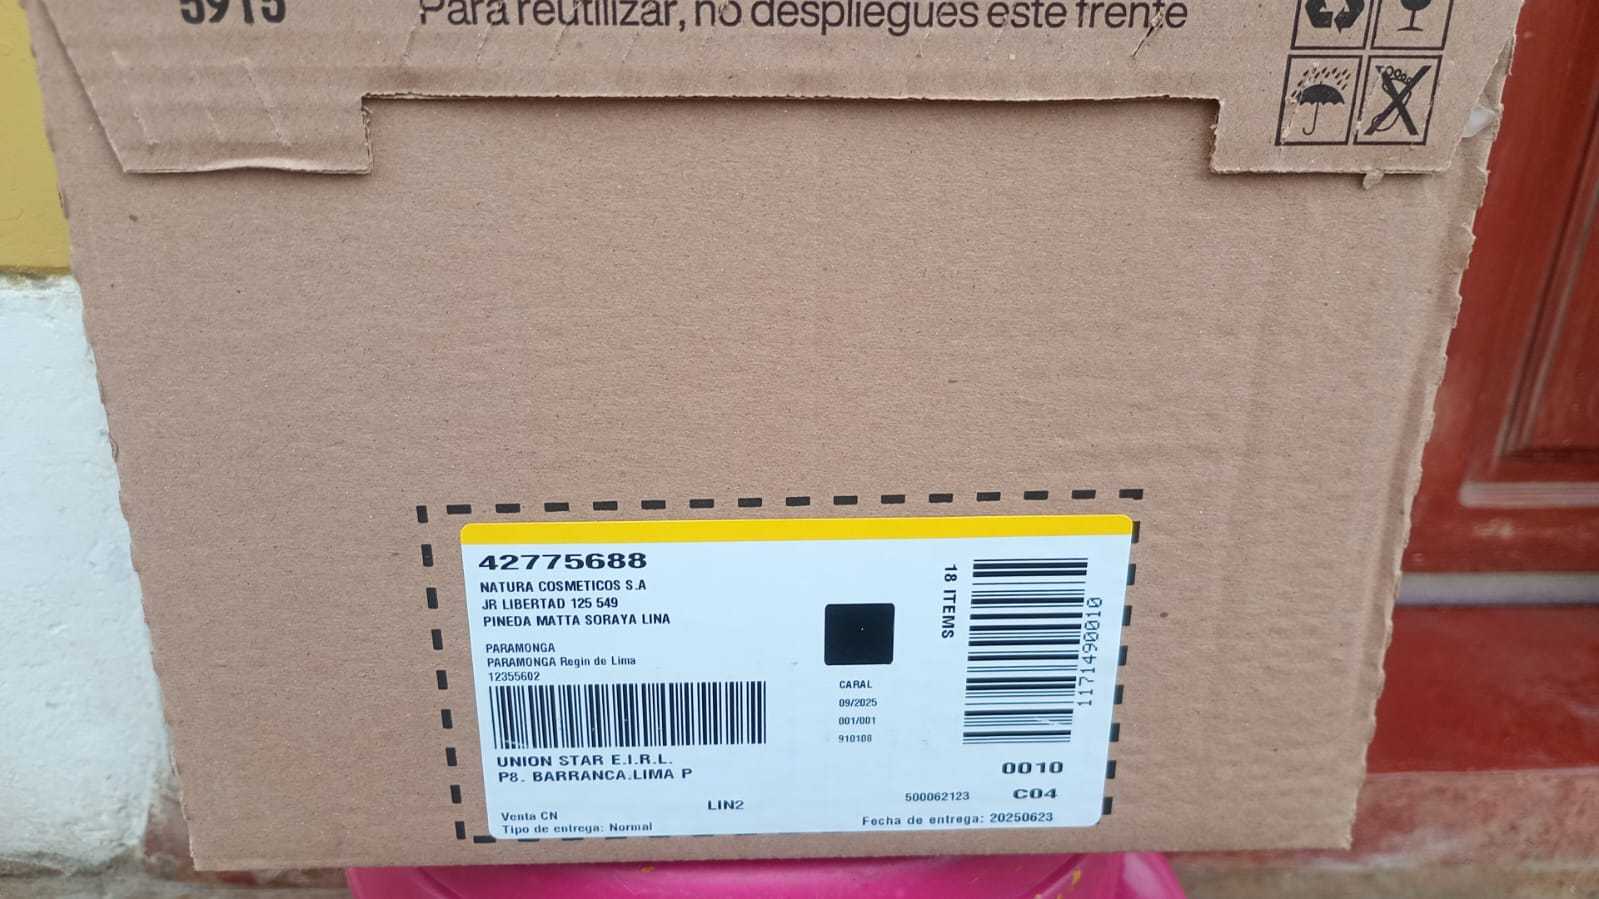 5915
Para reutilizar, no despliegues este frente
42775688
NATURA COSMETICOS S.A
JR LIBERTAD 125 549
PINEDA MATTA SORAYA LINA
PARAMONGA
PARAMONGA Regin de Lima
12355602
UNION STAR E.I.R.L.
P8. BARRANCA.LIMA P
Venta CN
Tipo de entrega: Normal
LIN2
CARAL
09/2025
001/001
910108
18 ITEMS
1171490010
0010
500062123
C04
Fecha de entrega: 20250623